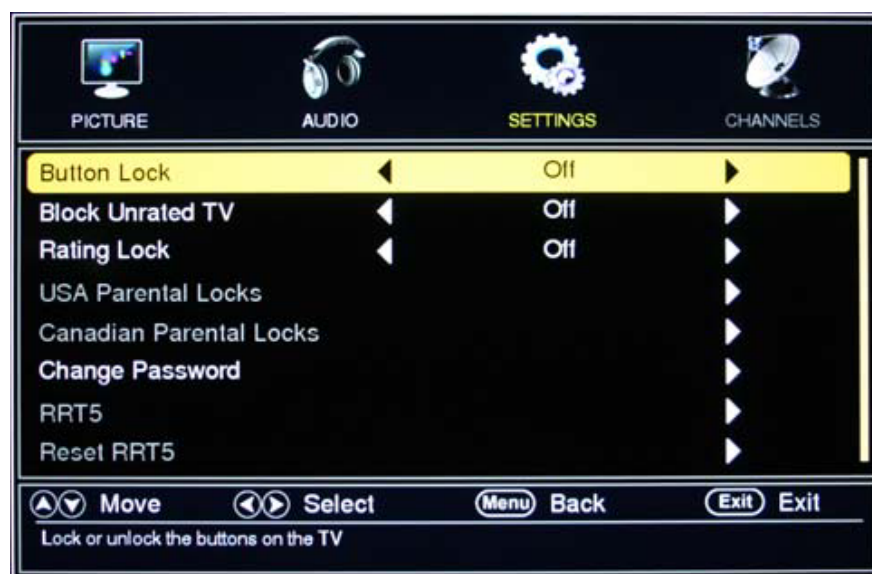 PICTURE AUDIO SETTINGS CHANNELS
Button Lock Off
Block Unrated TV Off
Rating Lock Off
USA Parental Locks
Canadian Parental Locks
Change Password
RRT5
Reset RRT5
Move Select Menu Back Exit Exit
Lock or unlock the buttons on the TV